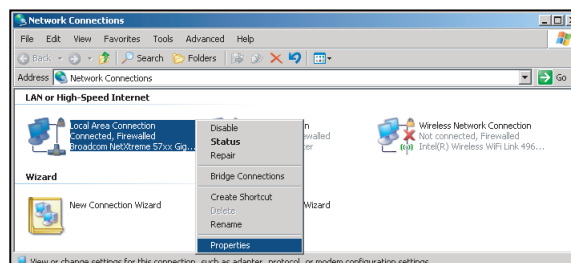 Network Connections
File Edit View Favorites Tools Advanced Help
Back Search Folders
Address Network Connections Go
LAN or High-Speed Internet
Local Area Connection
Connected, Firewalled
Broadcom NetXtreme 57xx Gig...
n
ewalled
ter
Wireless Network Connection
Not connected, Firewalled
Intel(R) Wireless WiFi Link 496...
Disable
Status
Repair
Bridge Connections
Create Shortcut
Delete
Rename
Properties
Wizard
New Connection Wizard
Wizard
View or change settings for this connection, such as adapter, protocol, or modem configuration settings.